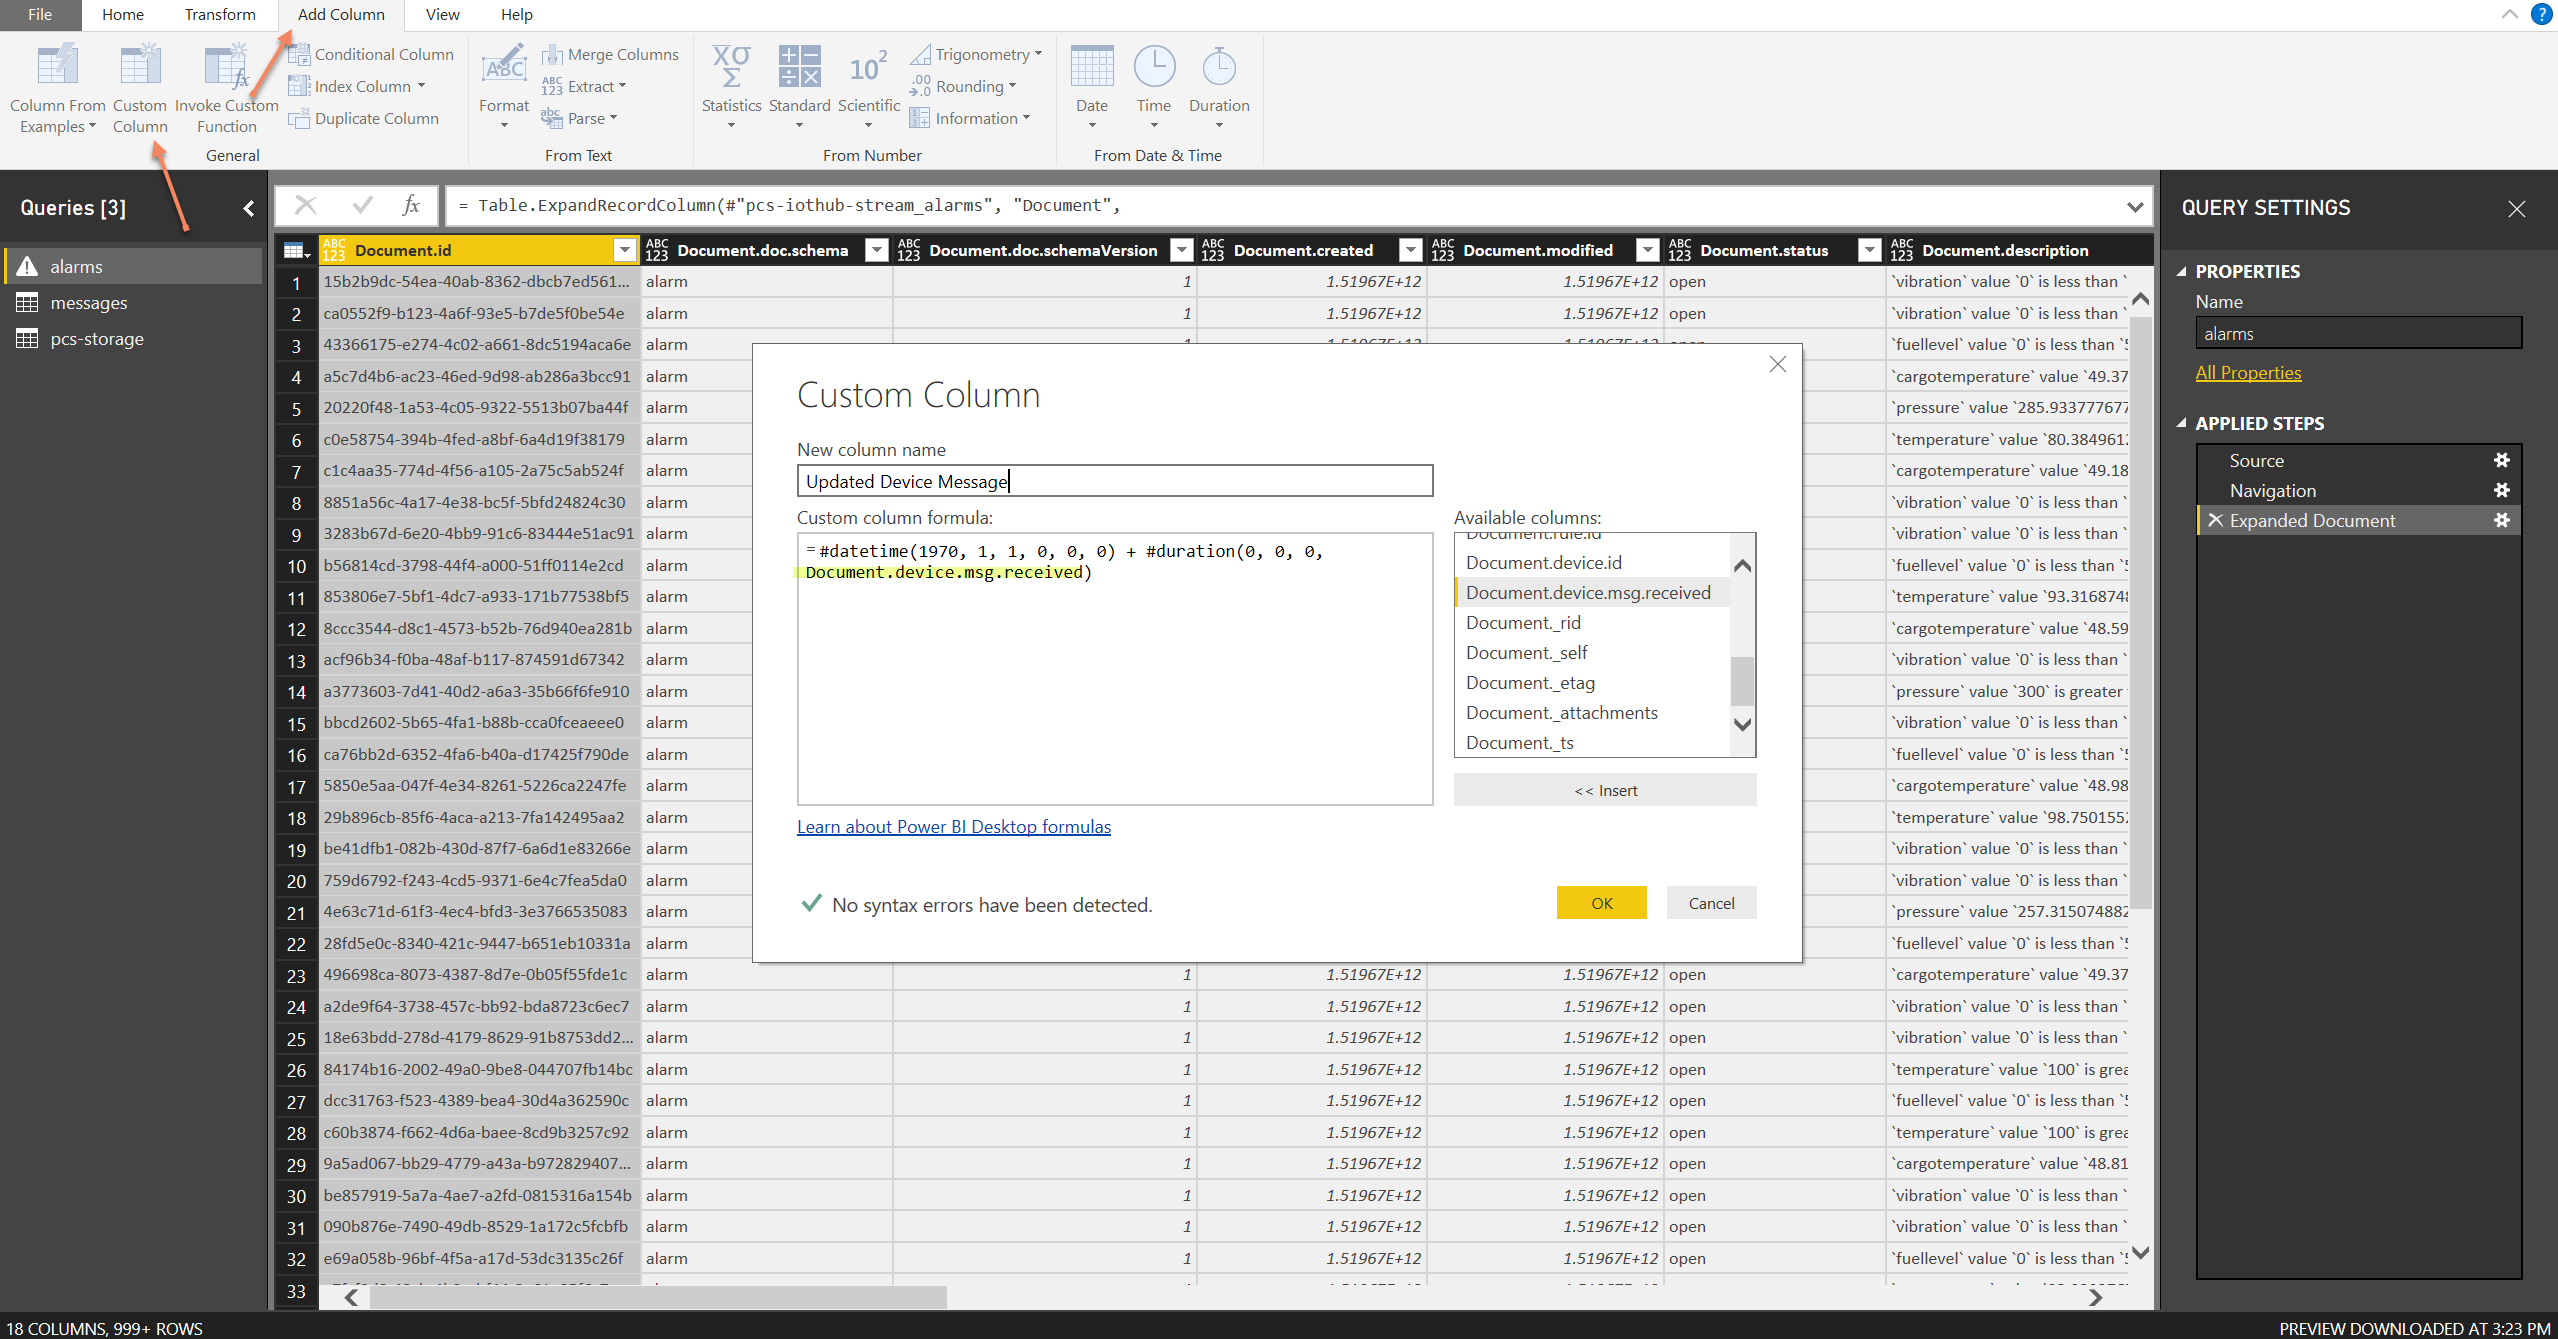 File Home Transform Add Column View Help
Column From Examples
Custom Column
Invoke Custom Function
Conditional Column
Index Column
Duplicate Column
General
Format
Merge Columns
Extract
Parse
From Text
Statistics
Standard
Scientific
Trigonometry
Rounding
Information
From Number
Date
Time
Duration
From Date & Time
Queries [3]
alarms
messages
pcs-storage
fx = Table.ExpandRecordColumn(#"pcs-iothub-stream_alarms", "Document",
Document.id Document.doc.schema Document.doc.schemaVersion Document.created Document.modified Document.status Document.description
1 15b2b9dc-54ea-40ab-8362-dbcb7ed561... alarm 1 1.51967E+12 1.51967E+12 open `vibration` value `0` is less than `
2 ca0552f9-b123-4a6f-93e5-b7de5f0be54e alarm 1 1.51967E+12 1.51967E+12 open `vibration` value `0` is less than `
3 43366175-e274-4c02-a661-8dc5194aca6e alarm `fuellevel` value `0` is less than `5
4 a5c7d4b6-ac23-46ed-9d98-ab286a3bcc91 alarm `cargotemperature` value `49.37
5 20220f48-1a53-4c05-9322-5513b07ba44f alarm `pressure` value `285.933777677
6 c0e58754-394b-4fed-a8bf-6a4d19f38179 alarm `temperature` value `80.3849612
7 c1c4aa35-774d-4f56-a105-2a75c5ab524f alarm `cargotemperature` value `49.18
8 8851a56c-4a17-4e38-bc5f-5bfd24824c30 alarm `vibration` value `0` is less than `
9 3283b67d-6e20-4bb9-91c6-83444e51ac91 alarm `vibration` value `0` is less than `
10 b56814cd-3798-44f4-a000-51ff0114e2cd alarm `fuellevel` value `0` is less than `5
11 853806e7-5bf1-4dc7-a933-171b77538bf5 alarm `temperature` value `93.3168748
12 8ccc3544-d8c1-4573-b52b-76d940ea281b alarm `cargotemperature` value `48.59
13 acf96b34-f0ba-48af-b117-874591d67342 alarm `vibration` value `0` is less than `
14 a3773603-7d41-40d2-a6a3-35b66f6fe910 alarm `pressure` value `300` is greater
15 bbcd2602-5b65-4fa1-b88b-cca0fceaeee0 alarm `vibration` value `0` is less than `
16 ca76bb2d-6352-4fa6-b40a-d17425f790de alarm `fuellevel` value `0` is less than `5
17 5850e5aa-047f-4e34-8261-5226ca2247fe alarm `cargotemperature` value `48.98
18 29b896cb-85f6-4aca-a213-7fa142495aa2 alarm `temperature` value `98.7501552
19 be41dfb1-082b-430d-87f7-6a6d1e83266e alarm `vibration` value `0` is less than `
20 759d6792-f243-4cd5-9371-6e4c7fea5da0 alarm `vibration` value `0` is less than `
21 4e63c71d-61f3-4ec4-bfd3-3e3766535083 alarm `pressure` value `257.315074882
22 28fd5e0c-8340-421c-9447-b651eb10331a alarm `fuellevel` value `0` is less than `5
23 496698ca-8073-4387-8d7e-0b05f55fde1c alarm 1 1.51967E+12 1.51967E+12 open `cargotemperature` value `49.37
24 a2de9f64-3738-457c-bb92-bda8723c6ec7 alarm 1 1.51967E+12 1.51967E+12 open `vibration` value `0` is less than `
25 18e63bdd-278d-4179-8629-91b8753dd2... alarm 1 1.51967E+12 1.51967E+12 open `vibration` value `0` is less than `
26 84174b16-2002-49a0-9be8-044707fb14bc alarm 1 1.51967E+12 1.51967E+12 open `temperature` value `100` is grea
27 dcc31763-f523-4389-bea4-30d4a362590c alarm 1 1.51967E+12 1.51967E+12 open `fuellevel` value `0` is less than `5
28 c60b3874-f662-4d6a-baee-8cd9b3257c92 alarm 1 1.51967E+12 1.51967E+12 open `temperature` value `100` is grea
29 9a5ad067-bb29-4779-a43a-b972829407... alarm 1 1.51967E+12 1.51967E+12 open `cargotemperature` value `48.81
30 be857919-5a7a-4ae7-a2fd-0815316a154b alarm 1 1.51967E+12 1.51967E+12 open `vibration` value `0` is less than `
31 090b876e-7490-49db-8529-1a172c5fcbfb alarm 1 1.51967E+12 1.51967E+12 open `vibration` value `0` is less than `
32 e69a058b-96bf-4f5a-a17d-53dc3135c26f alarm 1 1.51967E+12 1.51967E+12 open `fuellevel` value `0` is less than `5
33
Custom Column
New column name
Updated Device Message
Custom column formula:
= #datetime(1970, 1, 1, 0, 0, 0) + #duration(0, 0, 0,
Document.device.msg.received)
Available columns:
Document.rule.id
Document.device.id
Document.device.msg.received
Document._rid
Document._self
Document._etag
Document._attachments
Document._ts
<< Insert
Learn about Power BI Desktop formulas
No syntax errors have been detected.
OK
Cancel
QUERY SETTINGS
PROPERTIES
Name
alarms
All Properties
APPLIED STEPS
Source
Navigation
Expanded Document
18 COLUMNS, 999+ ROWS
PREVIEW DOWNLOADED AT 3:23 PM